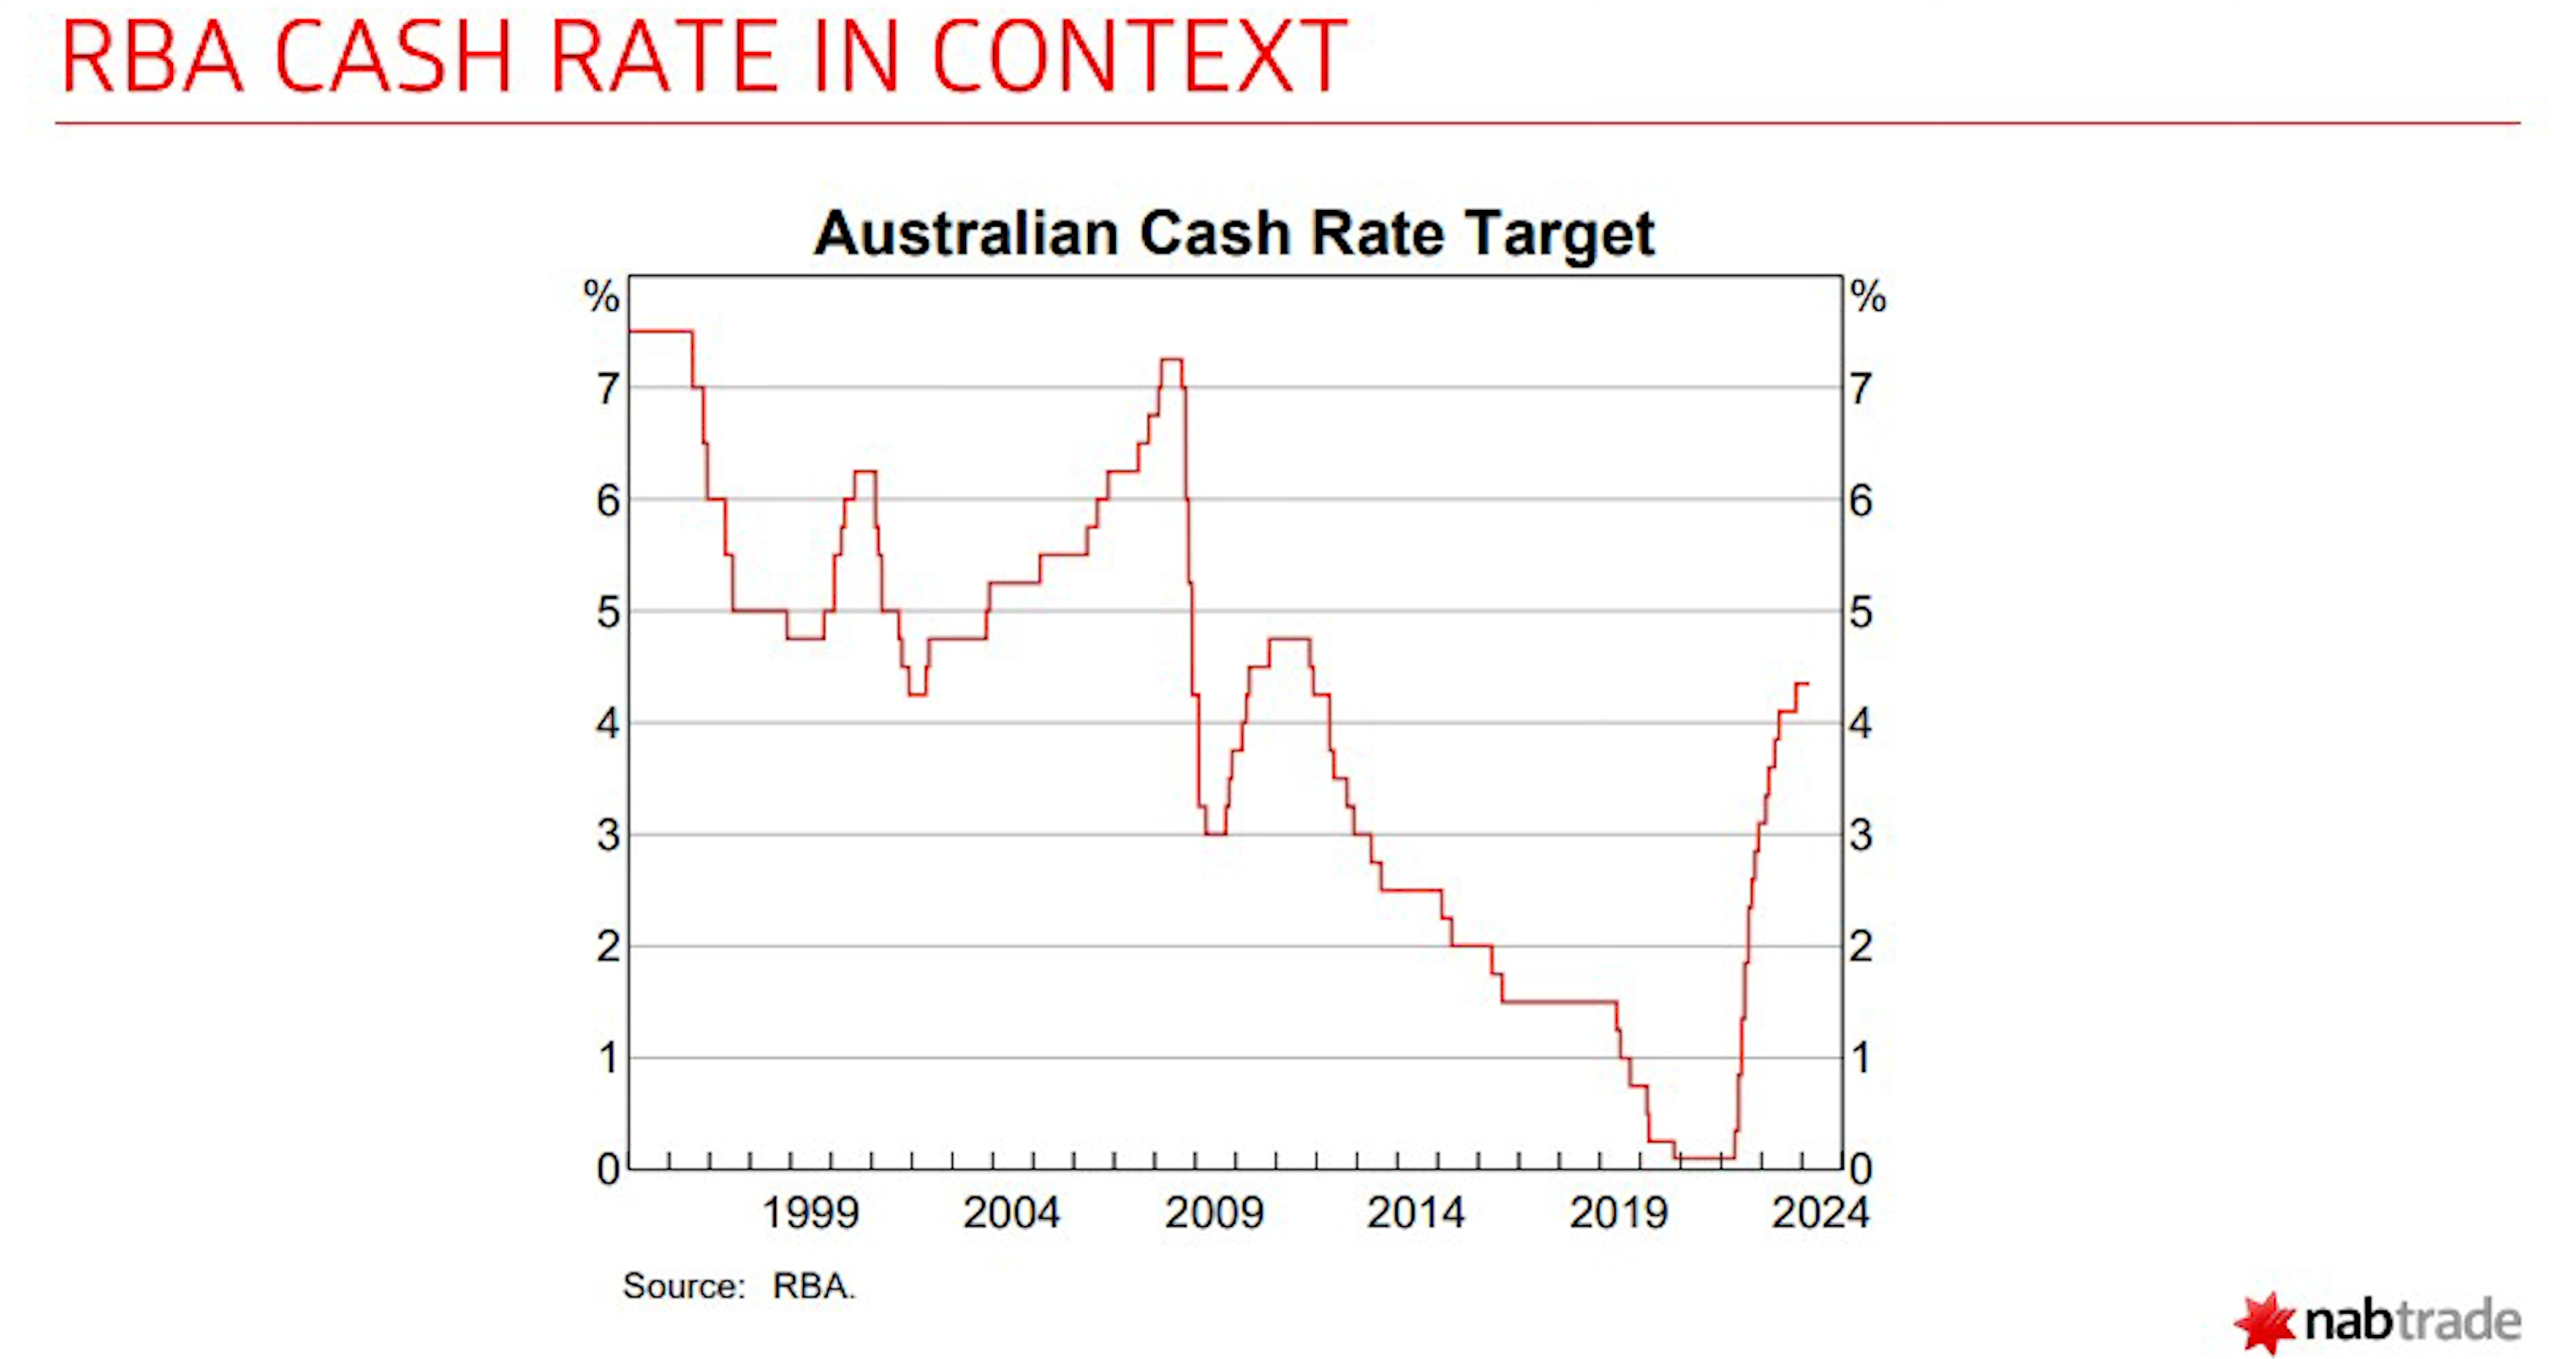 RBA CASH RATE IN CONTEXT
Australian Cash Rate Target
% %
7 7
6 6
5 5
4 4
3 3
2 2
1 1
0 0
1999 2004 2009 2014 2019 2024
Source: RBA.
nabtrade